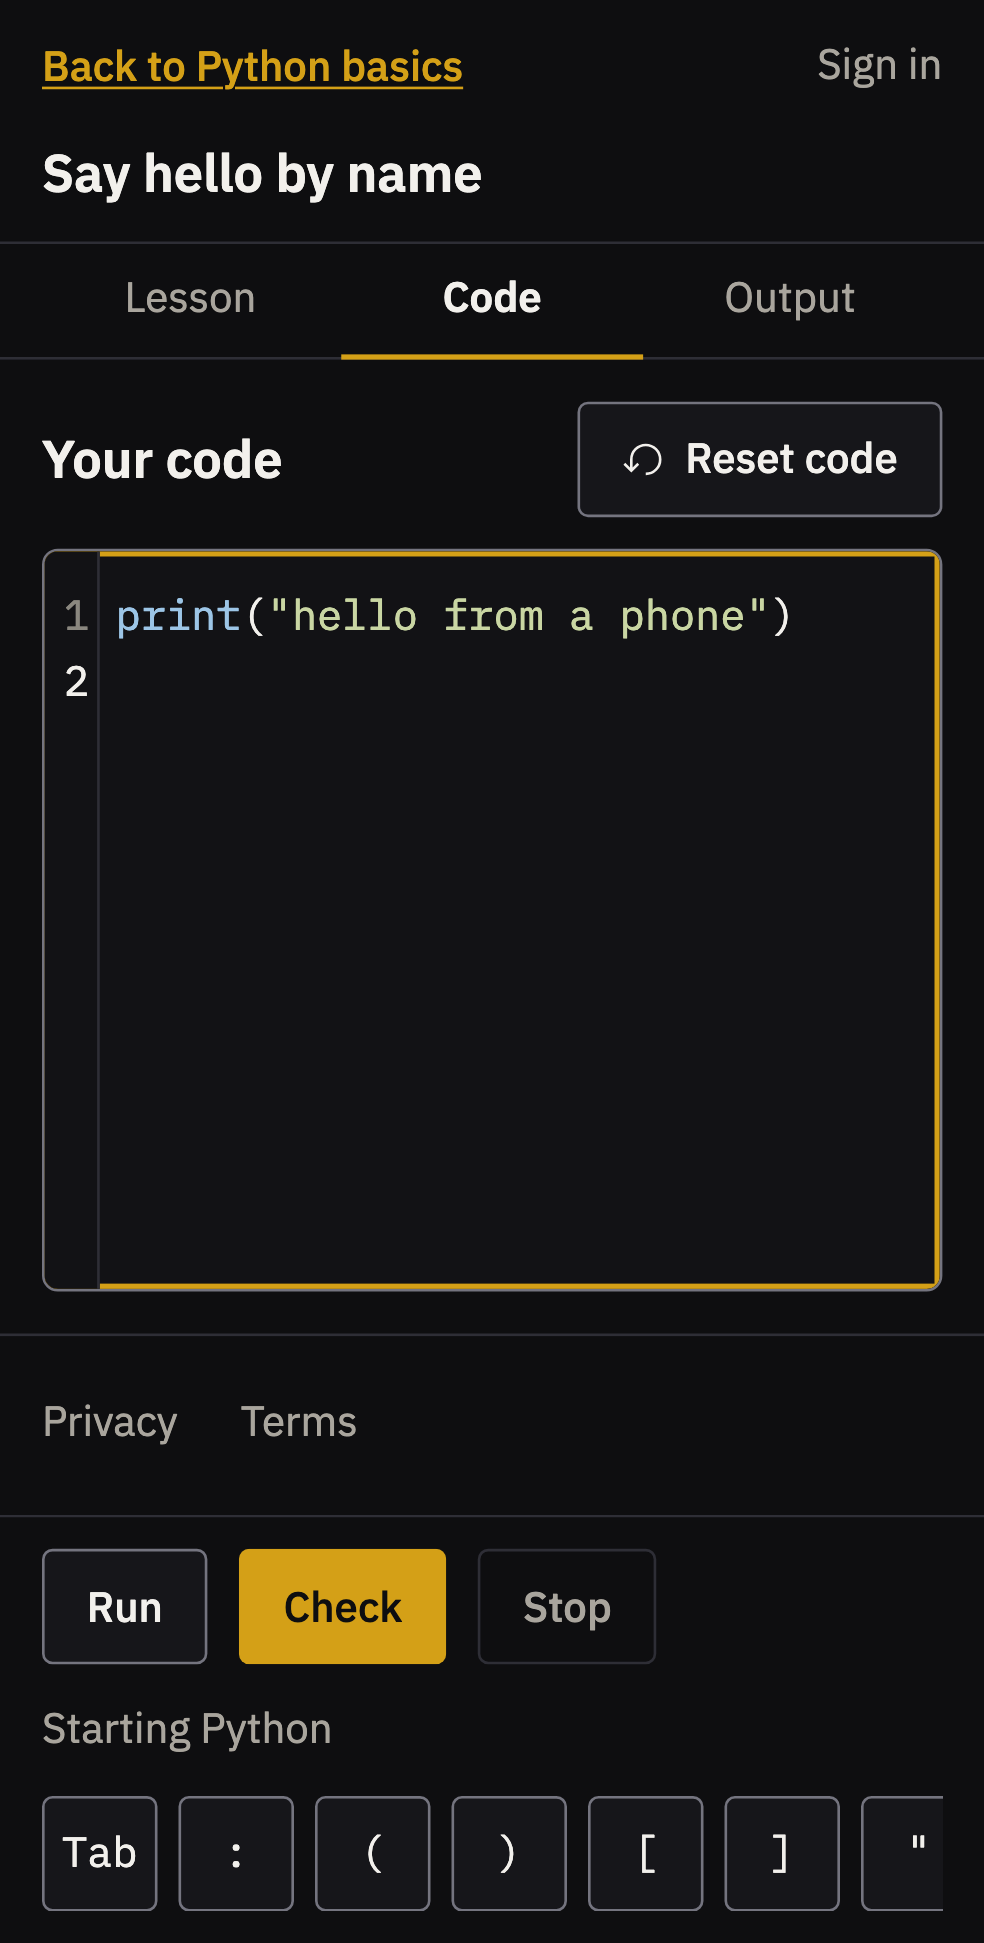 Back to Python basics Sign in
Say hello by name
Lesson Code Output
Your code Reset code
1 print("hello from a phone")
2
Privacy Terms
Run Check Stop
Starting Python
Tab : ( ) [ ] "